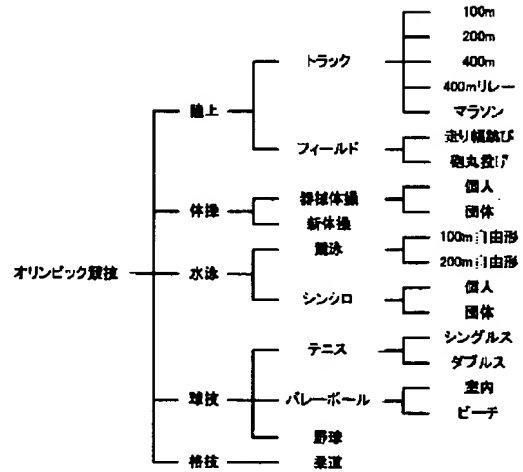 100m
200m
トラック
400m
400mリレー
陸上
マラソン
走り幅跳び
フィールド
砲丸投げ
個人
器球体操
体操
団体
新体操
100m自由形
競泳
オリンピック競技
水泳
200m自由形
個人
シンシロ
団体
シングルス
テニス
ダブルス
室内
球技
バレーボール
ビーチ
野球
格技
柔道